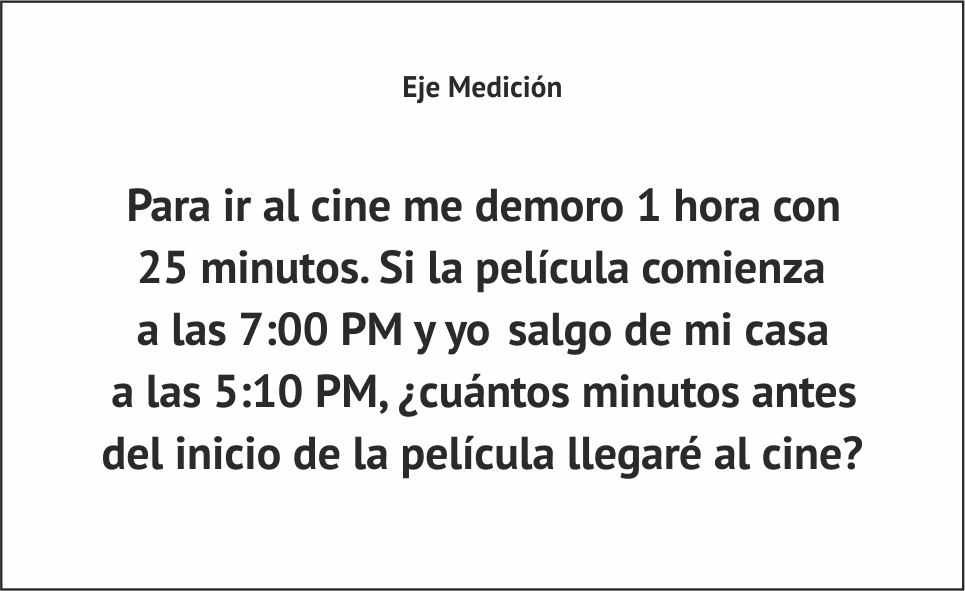 Eje Medición
Para ir al cine me demoro 1 hora con
25 minutos. Si la película comienza
a las 7:00 PM y yo salgo de mi casa
a las 5:10 PM, ¿cuántos minutos antes
del inicio de la película llegaré al cine?